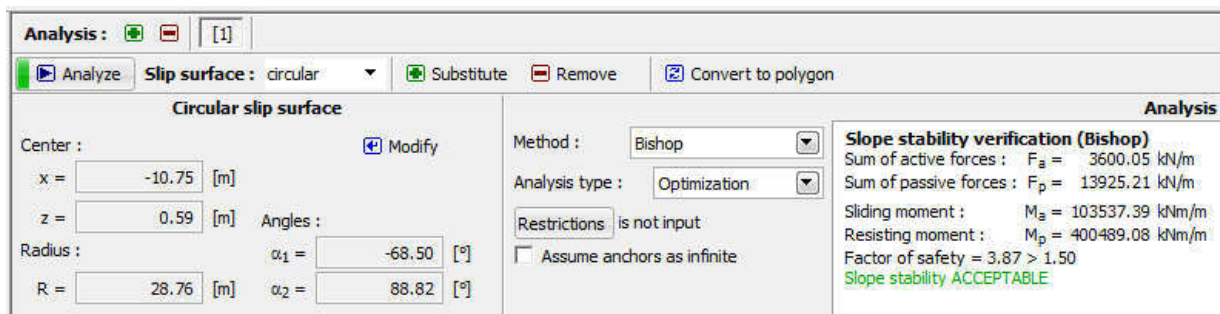 Analysis : [1]
Analyze Slip surface : circular Substitute Remove Convert to polygon
Circular slip surface
Center : Modify
x = -10.75 [m]
z = 0.59 [m] Angles :
Radius : α1 = -68.50 [°]
R = 28.76 [m] α2 = 88.82 [°]
Analysis
Method : Bishop
Analysis type : Optimization
Restrictions is not input
Assume anchors as infinite
Slope stability verification (Bishop)
Sum of active forces : Fa = 3600.05 kN/m
Sum of passive forces : Fp = 13925.21 kN/m
Sliding moment : Ma = 103537.39 kNm/m
Resisting moment : Mp = 400489.08 kNm/m
Factor of safety = 3.87 > 1.50
Slope stability ACCEPTABLE